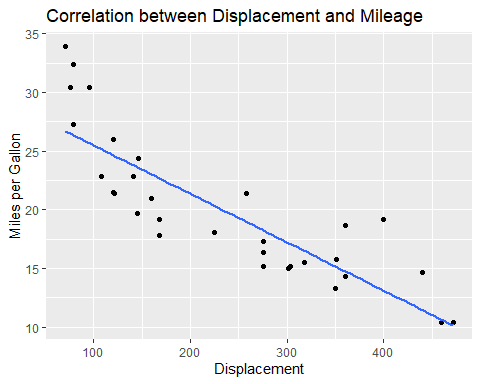 Correlation between Displacement and Mileage
35
30
25
20
15
10
Miles per Gallon
100 200 300 400
Displacement